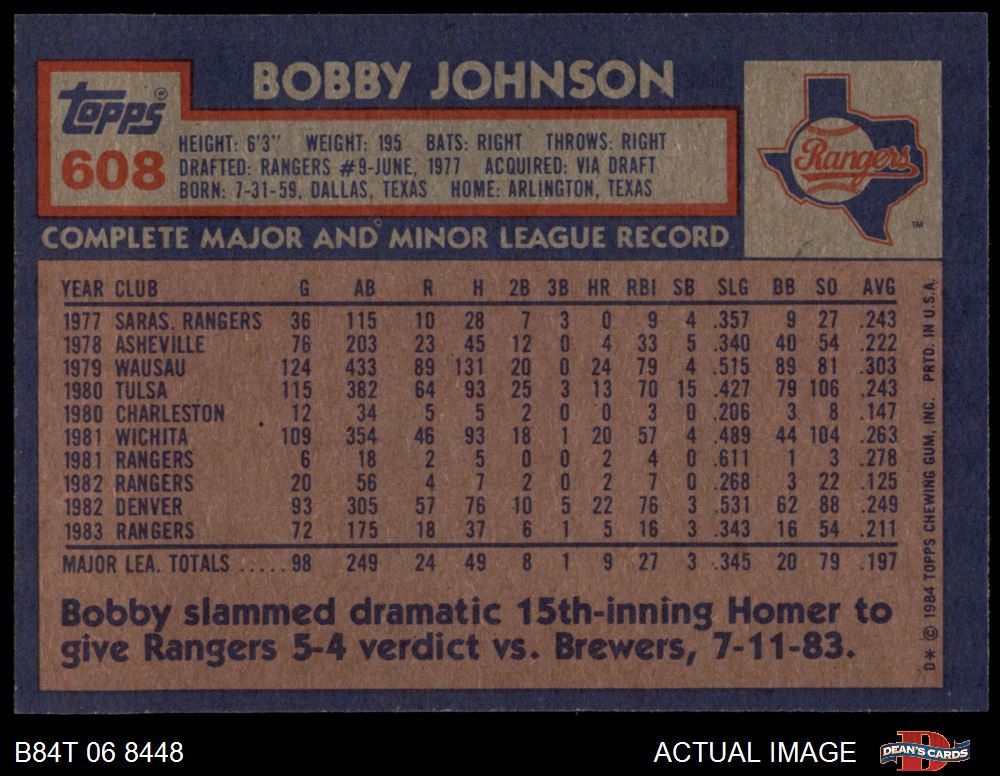 BOBBY JOHNSON
Topps®
608
HEIGHT: 6'3" WEIGHT: 195 BATS: RIGHT THROWS: RIGHT
DRAFTED: RANGERS #9-JUNE, 1977 ACQUIRED: VIA DRAFT
BORN: 7-31-59, DALLAS, TEXAS HOME: ARLINGTON, TEXAS
Rangers
TM
COMPLETE MAJOR AND MINOR LEAGUE RECORD
YEAR CLUB G AB R H 2B 3B HR RBI SB SLG BB SO AVG
1977 SARAS. RANGERS 36 115 10 28 7 3 0 9 4 .357 9 27 .243
1978 ASHEVILLE 76 203 23 45 12 0 4 33 5 .340 40 54 .222
1979 WAUSAU 124 433 89 131 20 0 24 79 4 .515 89 81 .303
1980 TULSA 115 382 64 93 25 3 13 70 15 .427 79 106 .243
1980 CHARLESTON 12 34 5 5 2 0 0 3 0 .206 3 8 .147
1981 WICHITA 109 354 46 93 18 1 20 57 4 .489 44 104 .263
1981 RANGERS 6 18 2 5 0 0 2 4 0 .611 1 3 .278
1982 RANGERS 20 56 4 7 2 0 2 7 0 .268 3 22 .125
1982 DENVER 93 305 57 76 10 5 22 76 3 .531 62 88 .249
1983 RANGERS 72 175 18 37 6 1 5 16 3 .343 16 54 .211
MAJOR LEA. TOTALS ..... 98 249 24 49 8 1 9 27 3 .345 20 79 .197
Bobby slammed dramatic 15th-inning Homer to
give Rangers 5-4 verdict vs. Brewers, 7-11-83.
D* © 1984 TOPPS CHEWING GUM, INC. PRTD. IN U.S.A.
B84T 06 8448
ACTUAL IMAGE
D
DEAN'S CARDS